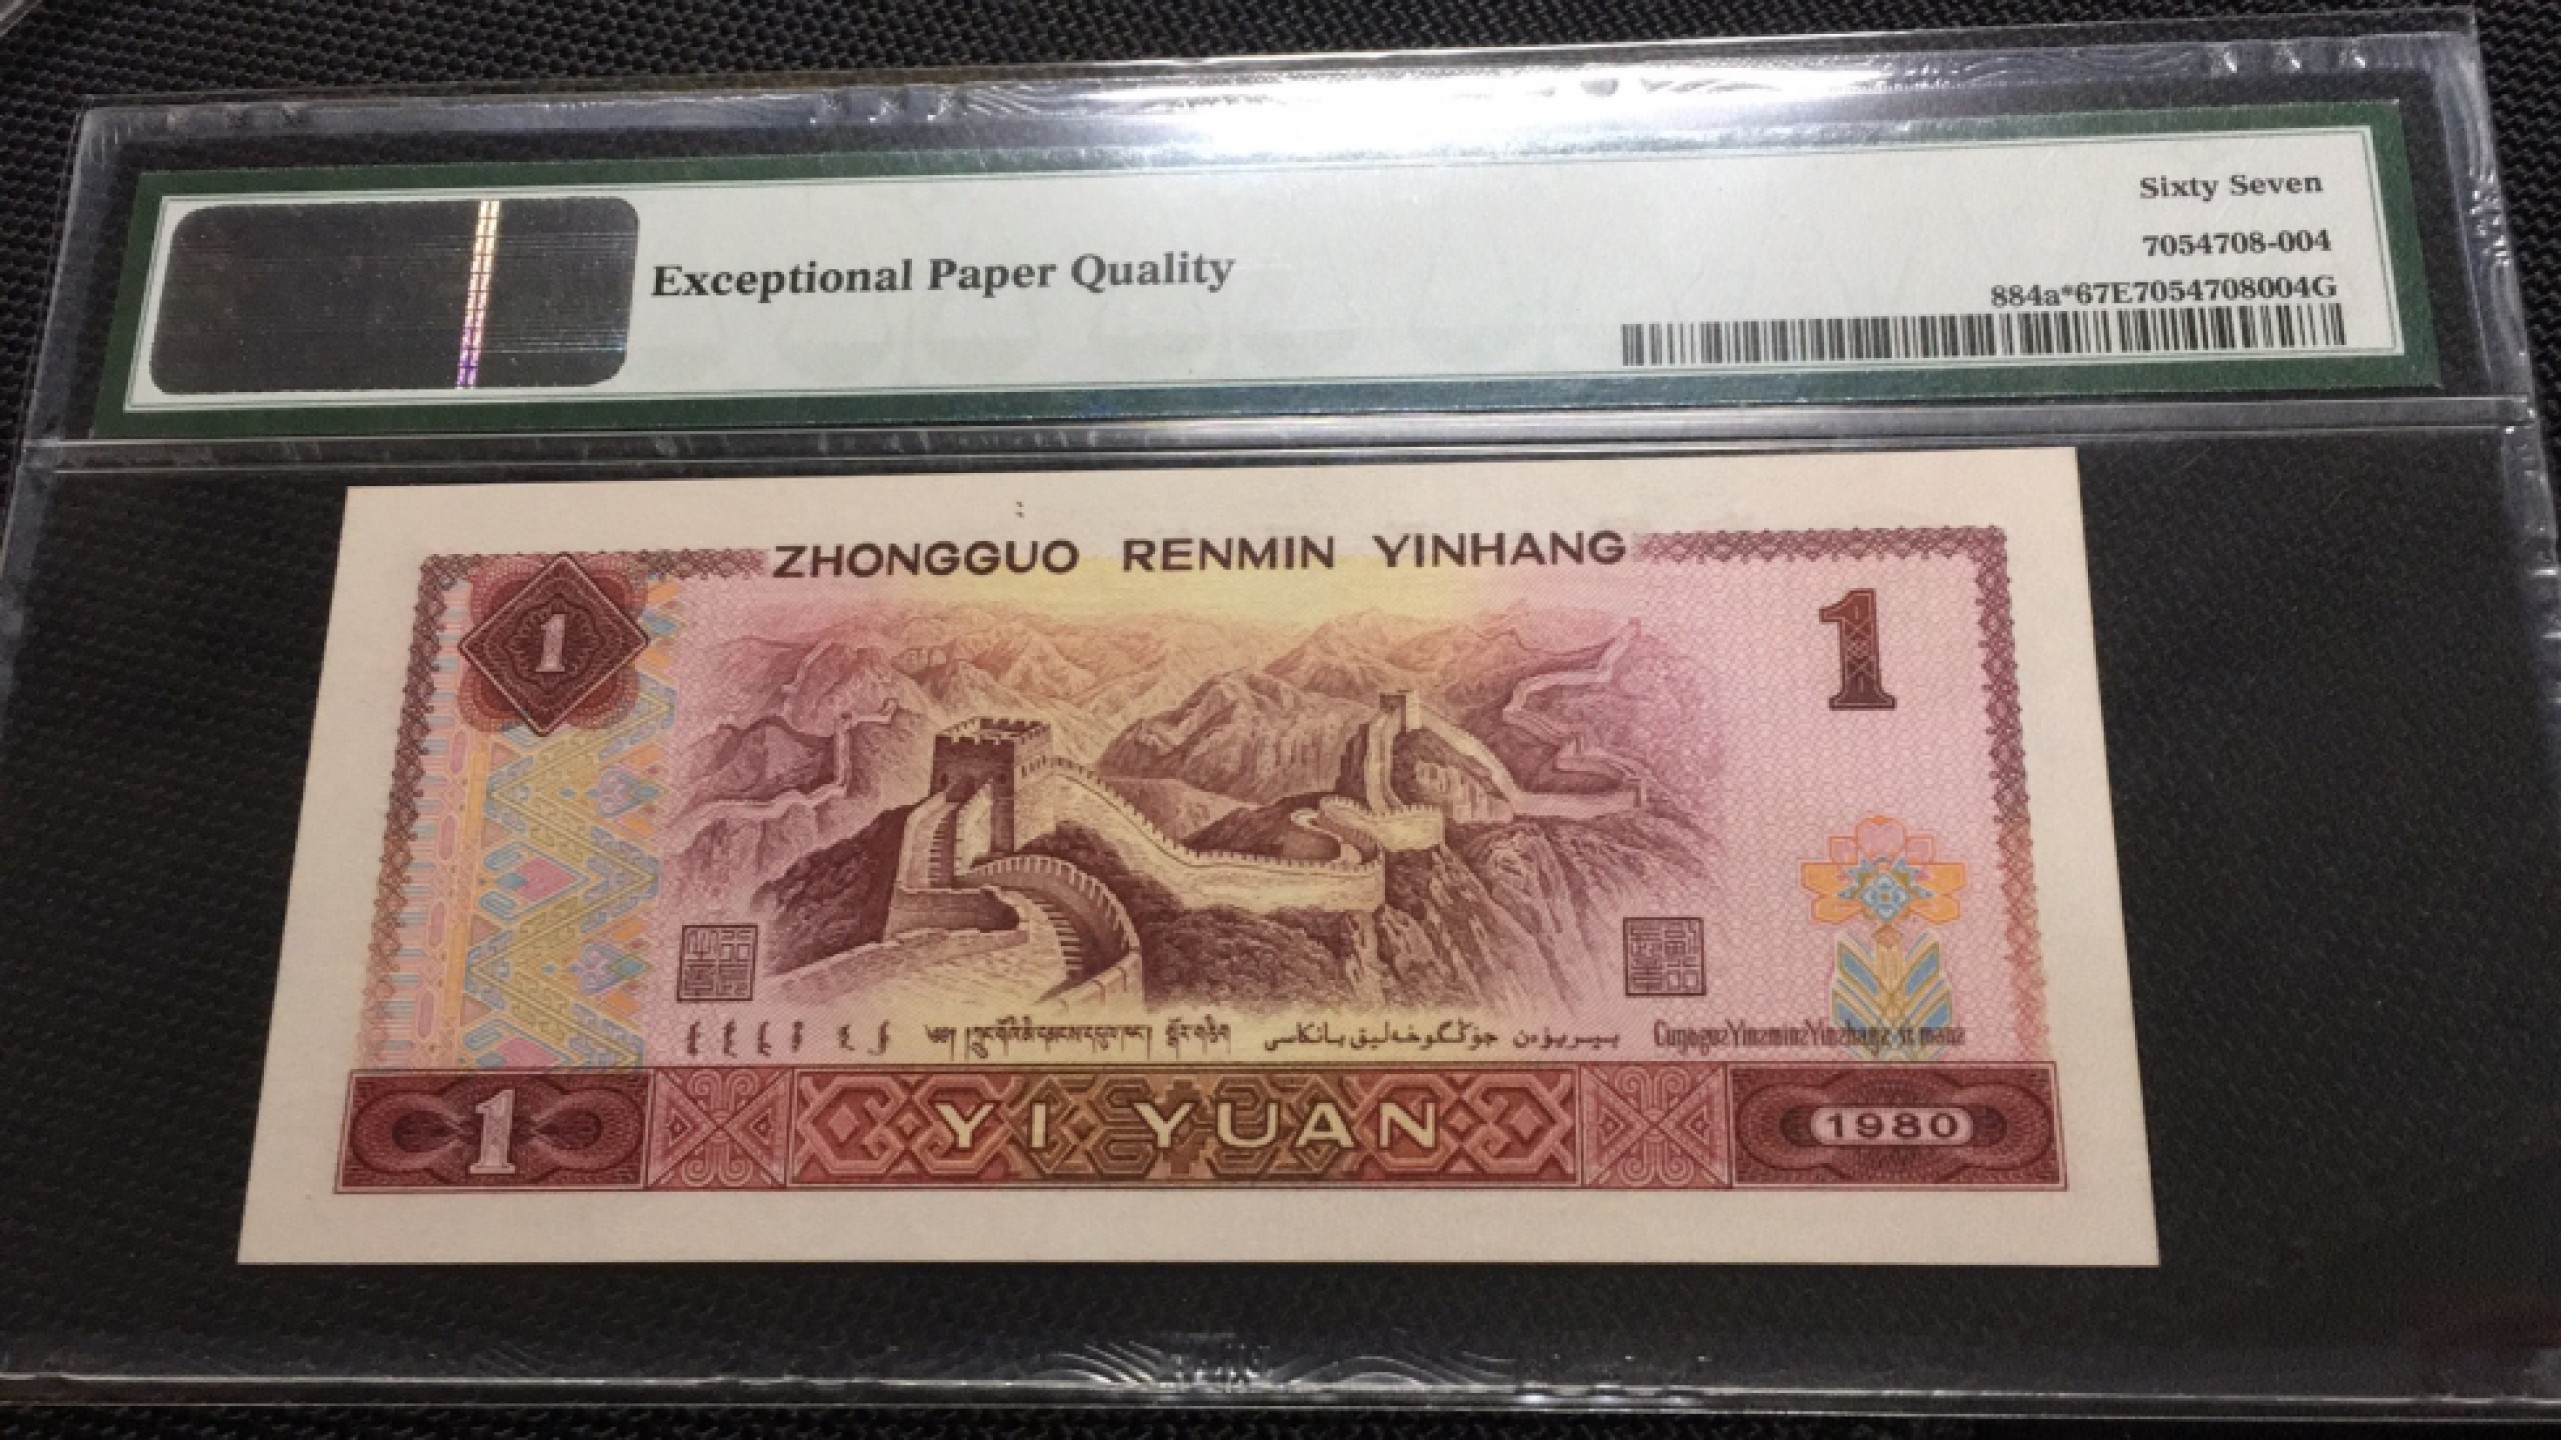 Sixty Seven
Exceptional Paper Quality
7054708-004
884a*67E7054708004G
ZHONGGUO RENMIN YINHANG
1
1
YI YUAN
1
1980